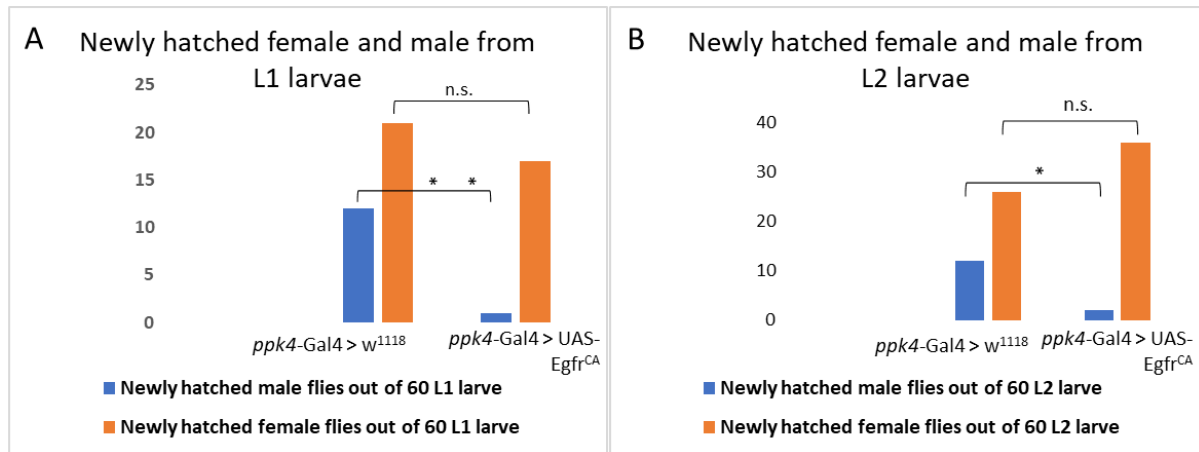 A
Newly hatched female and male from
L1 larvae
25
20
15
10
5
0
n.s.
* *
ppk4-Gal4 > w1118
ppk4-Gal4 > UAS-
EgfrCA
Newly hatched male flies out of 60 L1 larve
Newly hatched female flies out of 60 L1 larve
B
Newly hatched female and male from
L2 larvae
40
30
20
10
0
n.s.
*
ppk4-Gal4 > w1118
ppk4-Gal4 > UAS-
EgfrCA
Newly hatched male flies out of 60 L2 larve
Newly hatched female flies out of 60 L2 larve